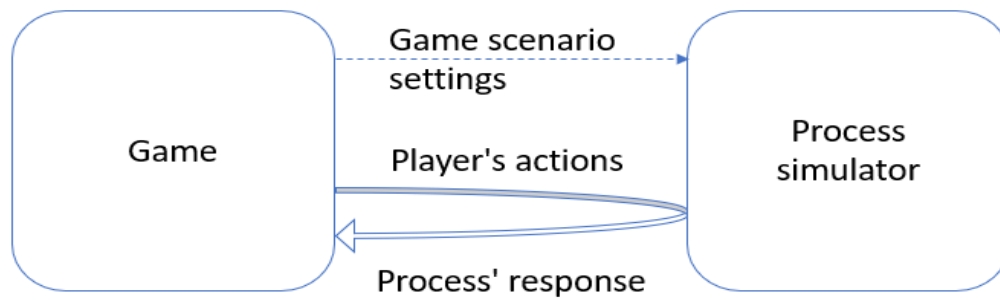 Game scenario
settings
Game
Process
simulator
Player's actions
Process' response